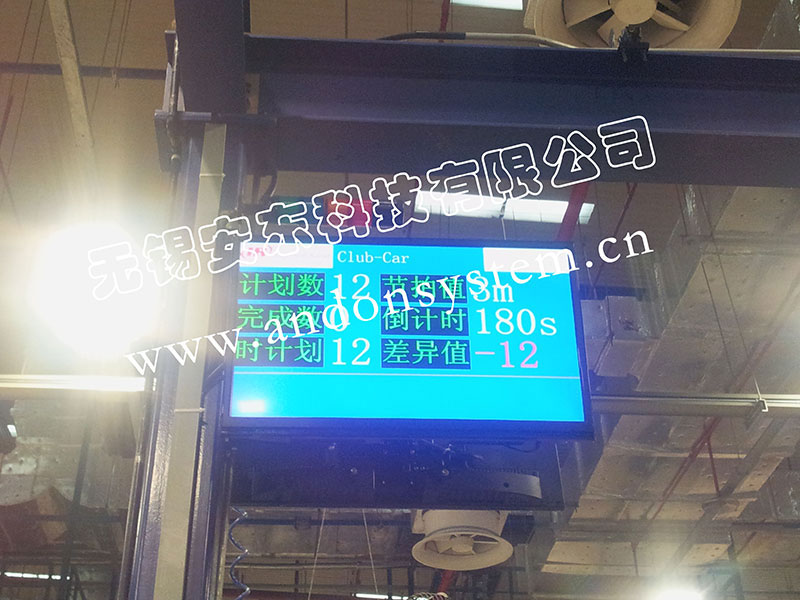 无锡安东科技有限公司
www.andonsystem.cn
Club-Car
计划数 12 节拍值 3m
完成数 0 倒计时 180s
时计划 12 差异值 -12